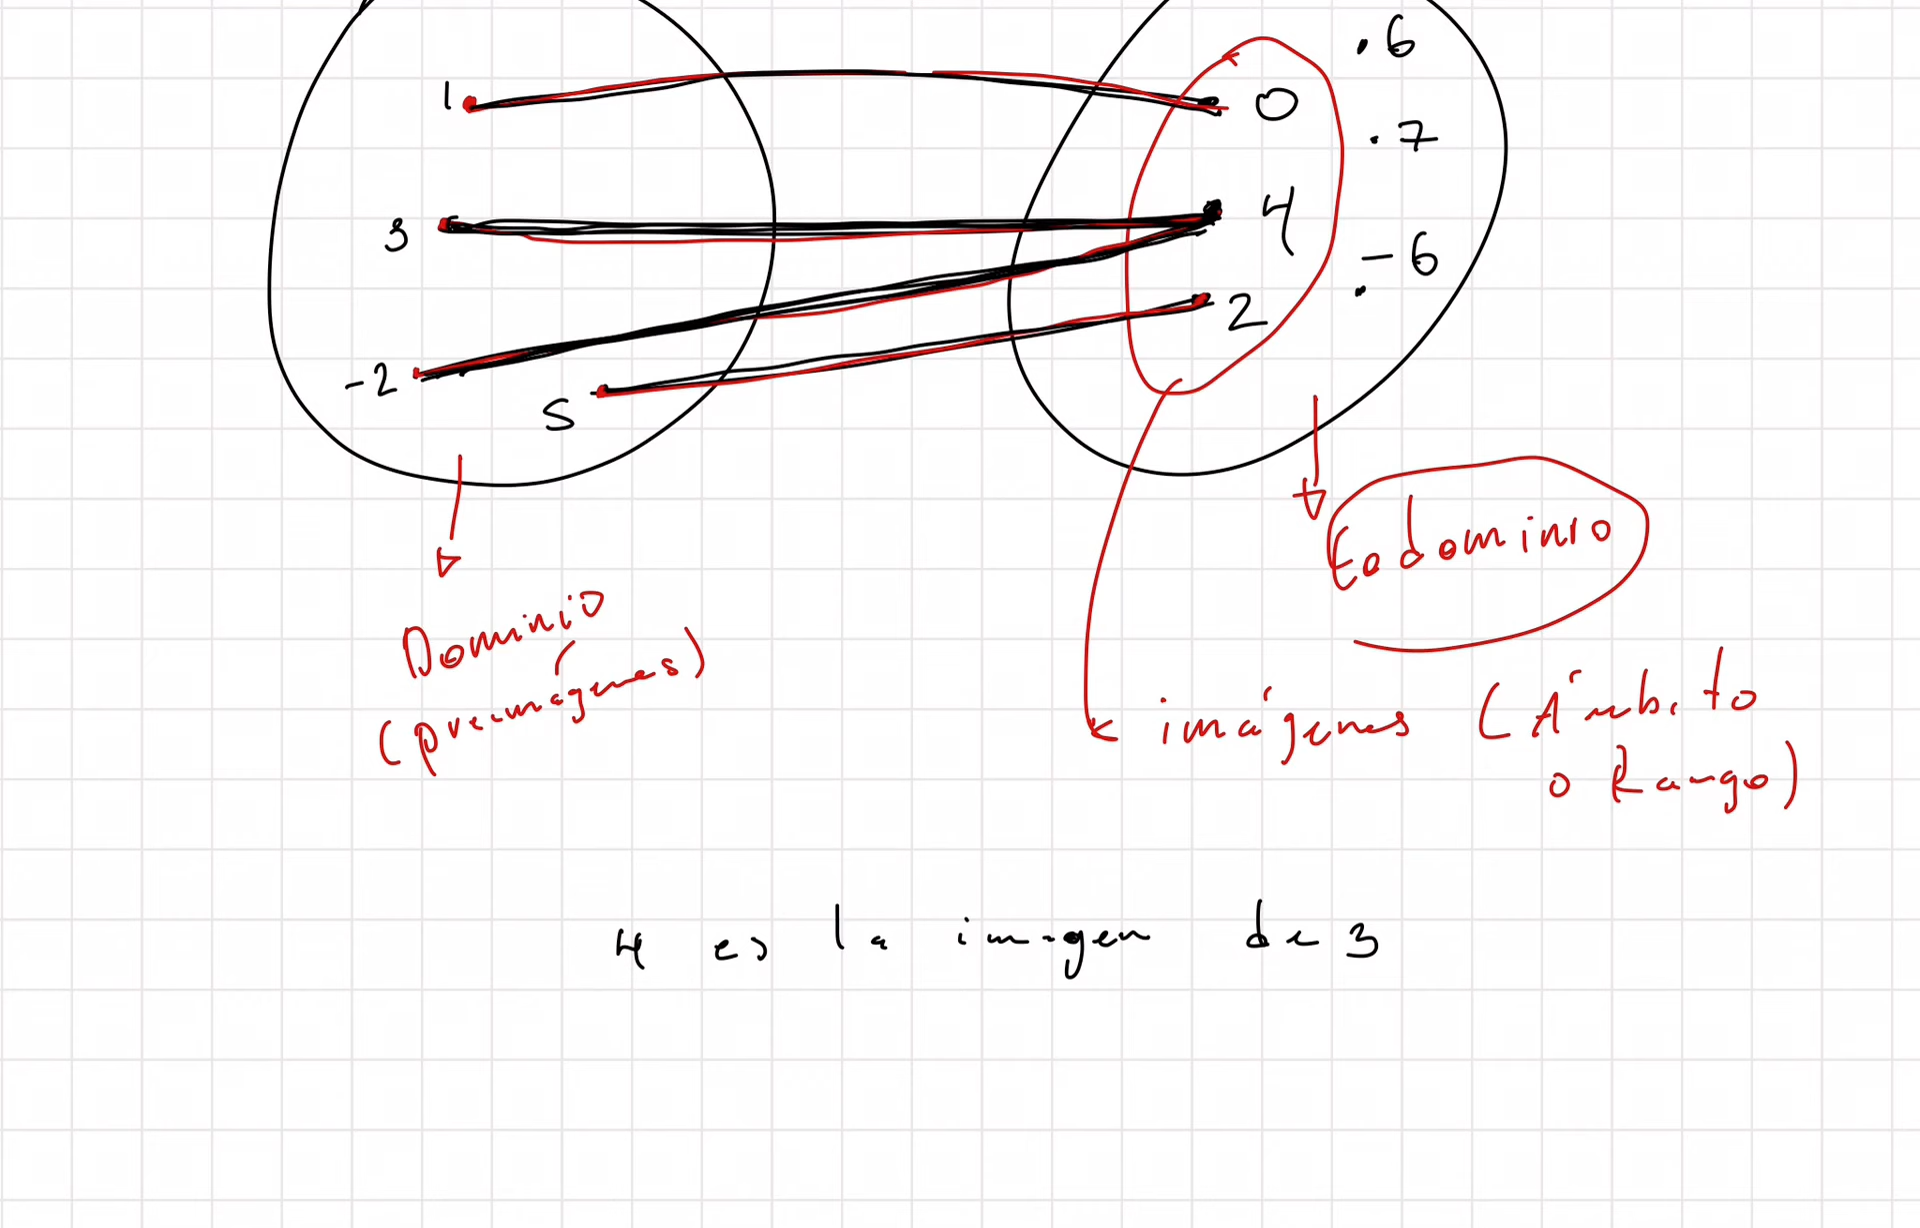 .6
1 0
.7
3 4
-6
-2 5 2
Codominio
Dominio
(preimágenes)
imágenes (Ámbito
o Rango)
4 es la imagen de 3